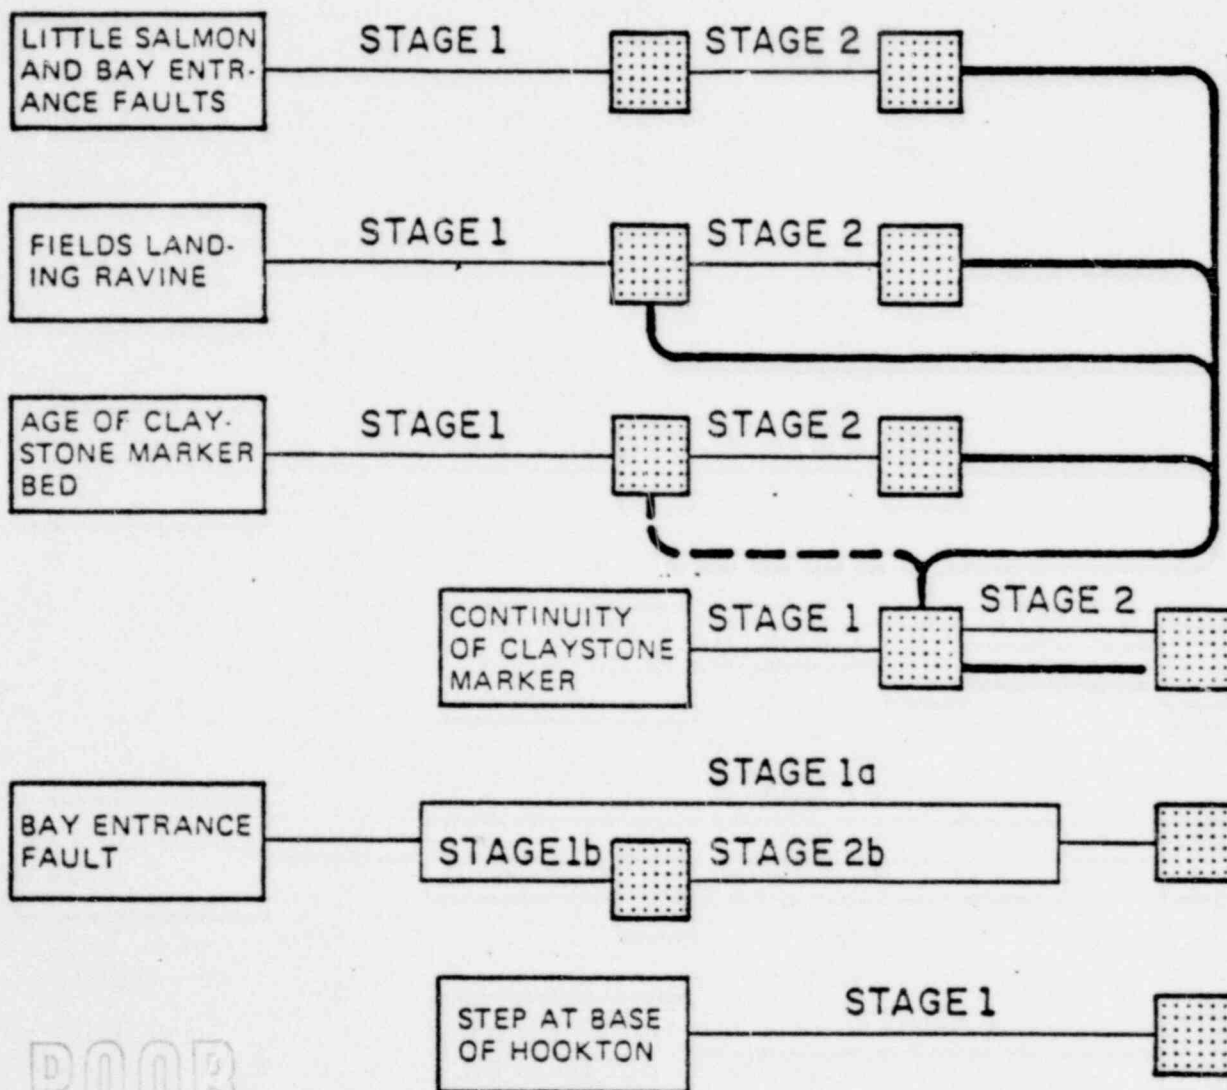 LITTLE SALMON
AND BAY ENTR-
ANCE FAULTS
STAGE 1
STAGE 2
FIELDS LAND-
ING RAVINE
STAGE 1
STAGE 2
AGE OF CLAY-
STONE MARKER
BED
STAGE 1
STAGE 2
CONTINUITY
OF CLAYSTONE
MARKER
STAGE 1
STAGE 2
BAY ENTRANCE
FAULT
STAGE 1a
STAGE 1b
STAGE 2b
STEP AT BASE
OF HOOKTON
STAGE 1
POOR